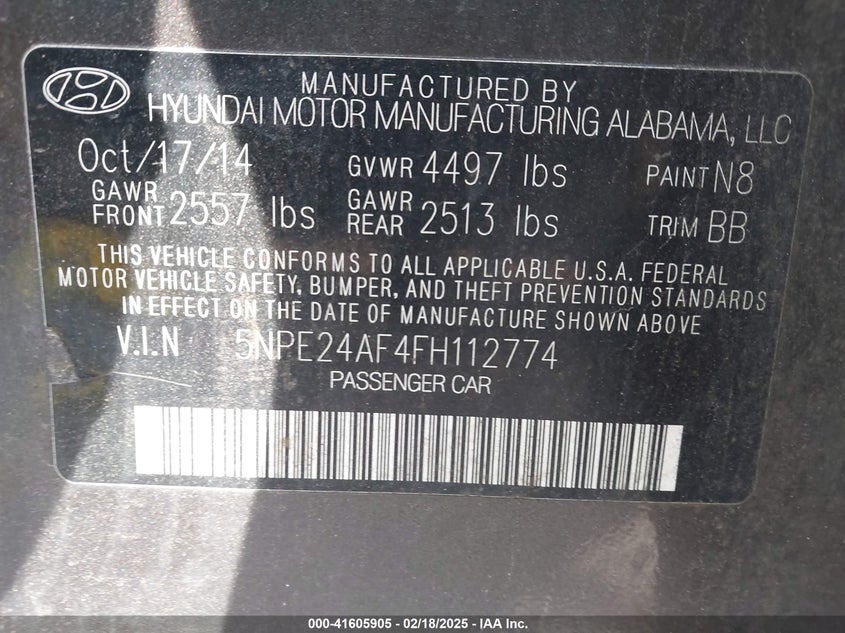 MANUFACTURED BY
HYUNDAI MOTOR MANUFACTURING ALABAMA, LLC
Oct/17/14 GVWR 4497 lbs PAINT N8
GAWR FRONT 2557 lbs GAWR REAR 2513 lbs TRIM BB
THIS VEHICLE CONFORMS TO ALL APPLICABLE U.S.A. FEDERAL
MOTOR VEHICLE SAFETY, BUMPER, AND THEFT PREVENTION STANDARDS
IN EFFECT ON THE DATE OF MANUFACTURE SHOWN ABOVE
V.I.N 5NPE24AF4FH112774
PASSENGER CAR
000-41605905 - 02/18/2025 - IAA Inc.